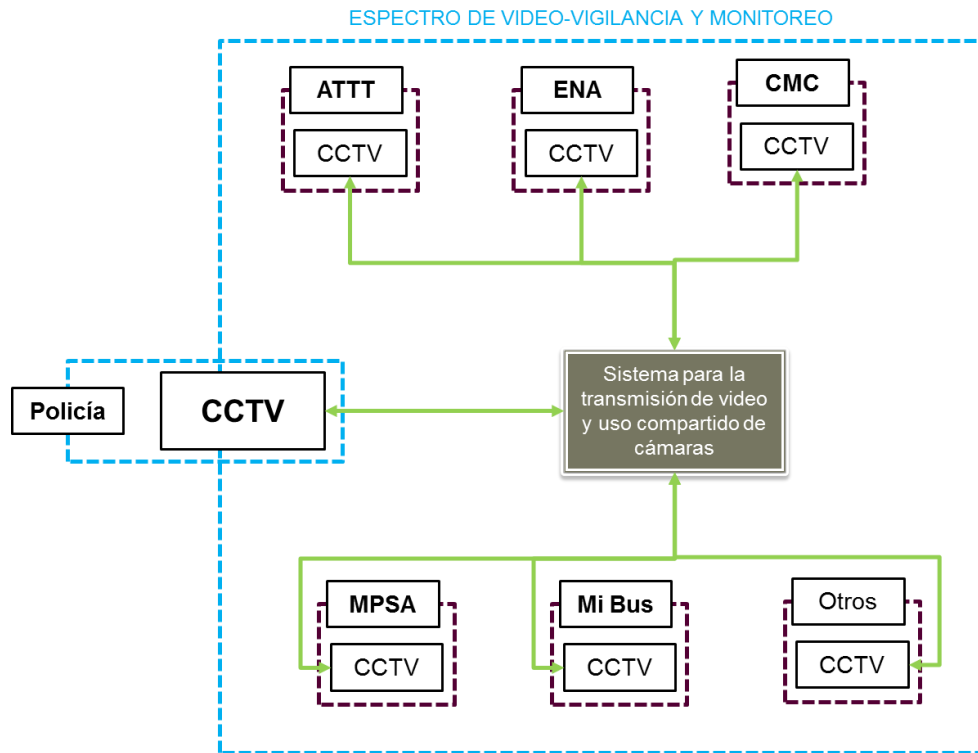 ESPECTRO DE VIDEO-VIGILANCIA Y MONITOREO
ATTT
CCTV
ENA
CCTV
CMC
CCTV
Policía
CCTV
Sistema para la
transmisión de video
y uso compartido de
cámaras
MPSA
CCTV
Mi Bus
CCTV
Otros
CCTV